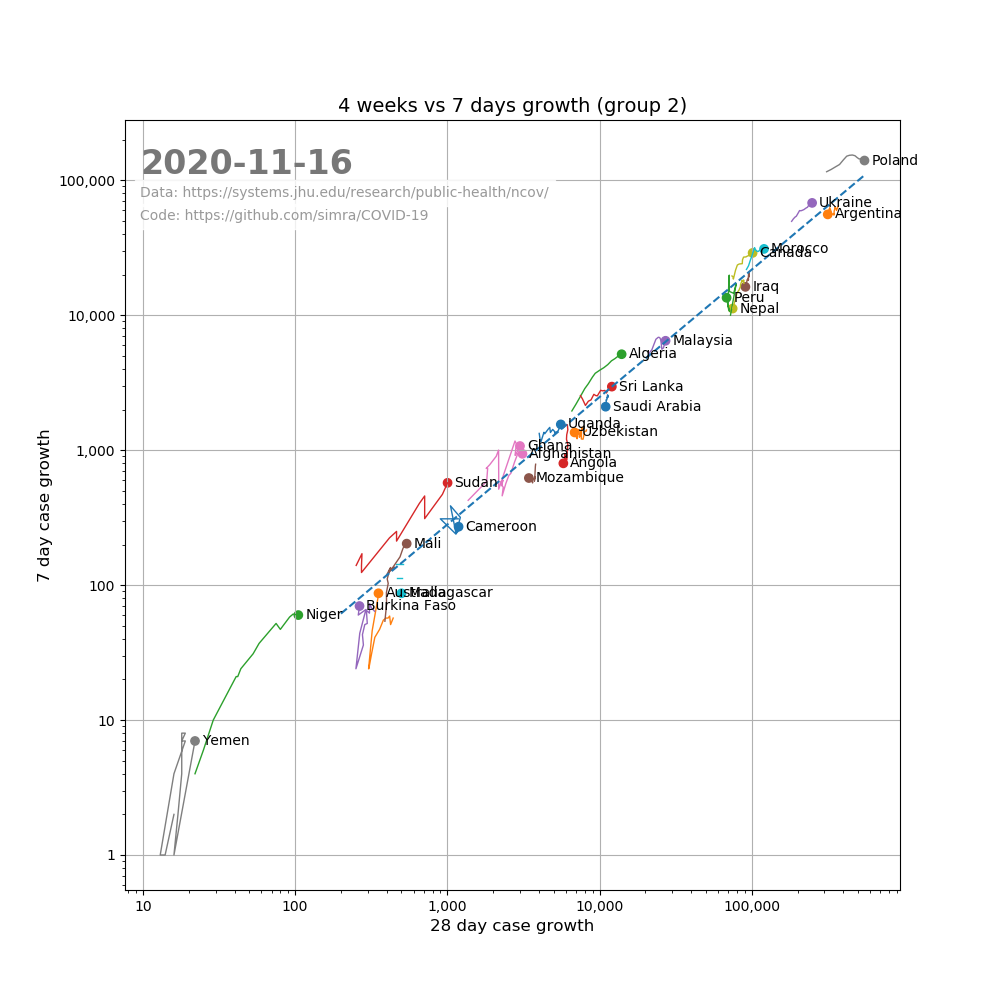 4 weeks vs 7 days growth (group 2)
2020-11-16
Data: https://systems.jhu.edu/research/public-health/ncov/
Code: https://github.com/simra/COVID-19
Poland
Ukraine
Argentina
Morocco
Canada
Iraq
Peru
Nepal
Malaysia
Algeria
Sri Lanka
Saudi Arabia
Uganda
Uzbekistan
Ghana
Afghanistan
Angola
Mozambique
Sudan
Cameroon
Mali
Australia
Madagascar
Burkina Faso
Niger
Yemen
100,000
10,000
1,000
100
10
1
7 day case growth
10
100
1,000
10,000
100,000
28 day case growth